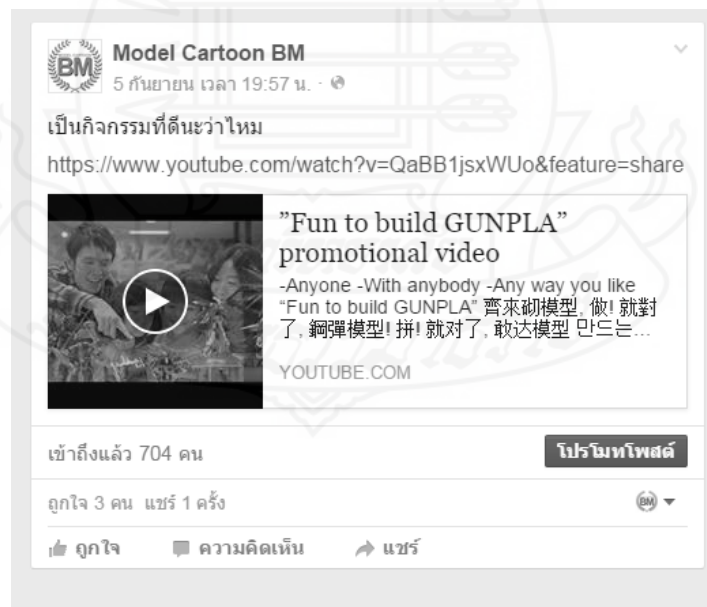 BM
Model Cartoon BM
5 กันยายน เวลา 19:57 น. ·
เป็นกิจกรรมที่ดีนะว่าไหม
https://www.youtube.com/watch?v=QaBB1jsxWUo&feature=share
”Fun to build GUNPLA”
promotional video
-Anyone -With anybody -Any way you like
“Fun to build GUNPLA” 齊來砌模型, 做! 就對
了, 鋼彈模型! 拼! 就对了, 敢达模型 만드는...
YOUTUBE.COM
เข้าถึงแล้ว 704 คน
โปรโมทโพสต์
ถูกใจ 3 คน แชร์ 1 ครั้ง
BM
ถูกใจ ความคิดเห็น แชร์